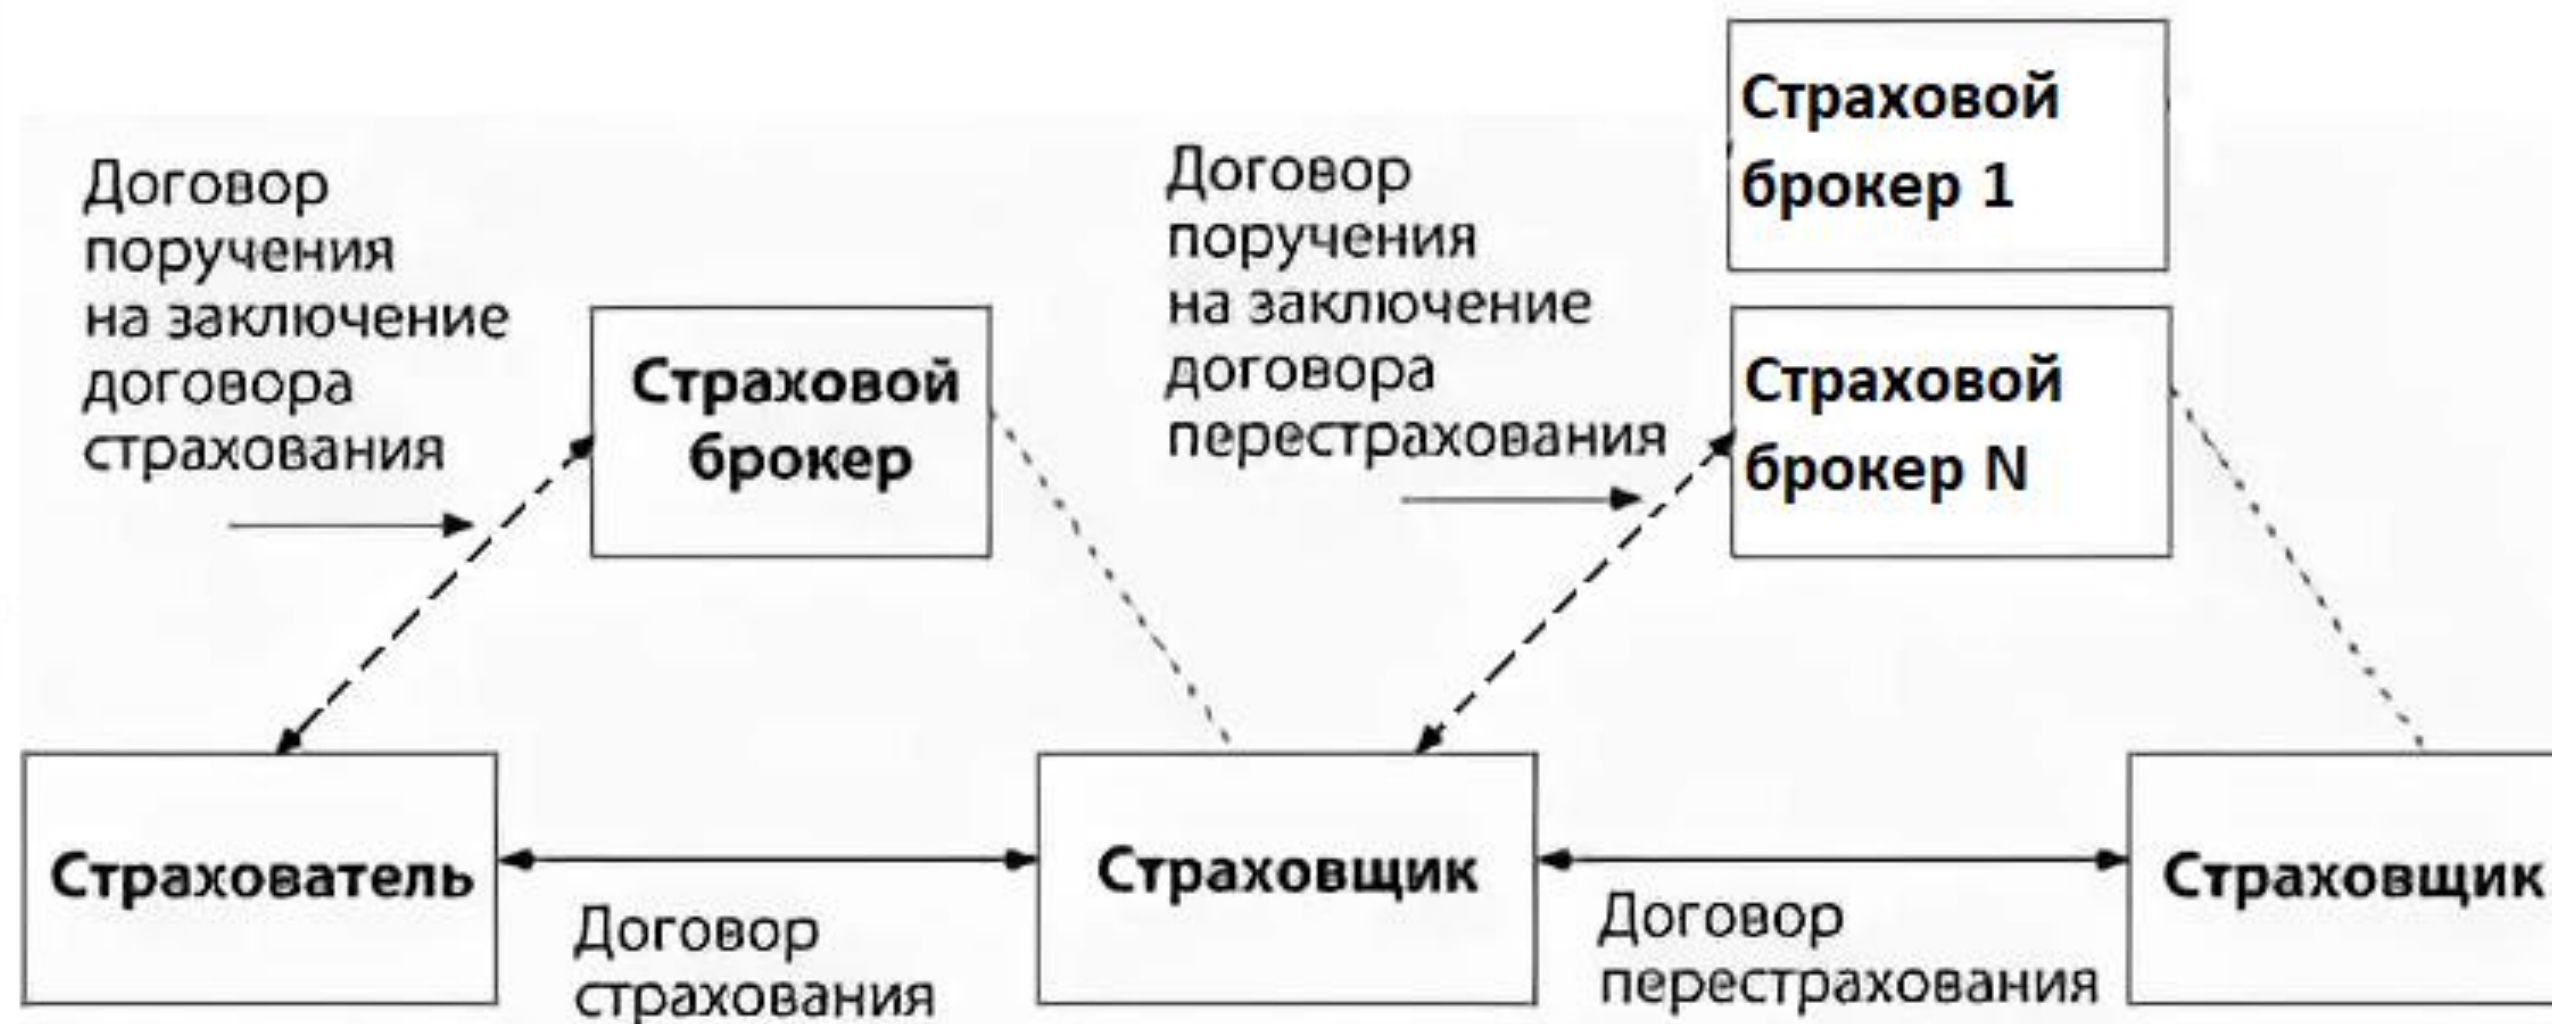 Договор
поручения
на заключение
договора
страхования
Страховой
брокер
Договор
поручения
на заключение
договора
перестрахования
Страховой
брокер 1
Страховой
брокер N
Страхователь
Договор
страхования
Страховщик
Договор
перестрахования
Страховщик